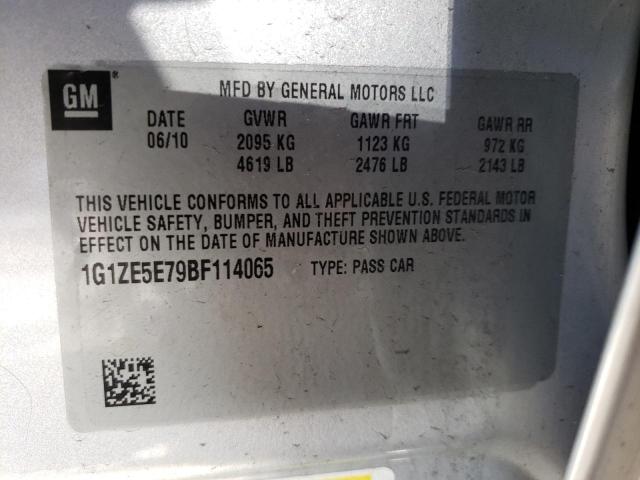 GM®
MFD BY GENERAL MOTORS LLC
DATE GVWR GAWR FRT GAWR RR
06/10 2095 KG 1123 KG 972 KG
4619 LB 2476 LB 2143 LB
THIS VEHICLE CONFORMS TO ALL APPLICABLE U.S. FEDERAL MOTOR
VEHICLE SAFETY, BUMPER, AND THEFT PREVENTION STANDARDS IN
EFFECT ON THE DATE OF MANUFACTURE SHOWN ABOVE.
1G1ZE5E79BF114065 TYPE: PASS CAR